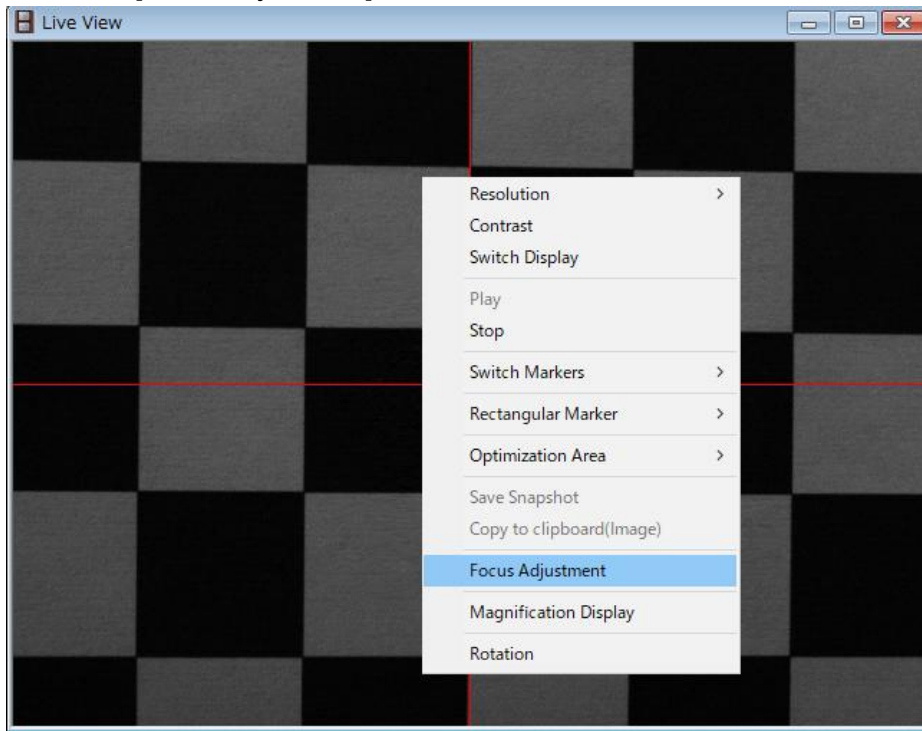 Live View
Resolution
Contrast
Switch Display
Play
Stop
Switch Markers
Rectangular Marker
Optimization Area
Save Snapshot
Copy to clipboard(Image)
Focus Adjustment
Magnification Display
Rotation